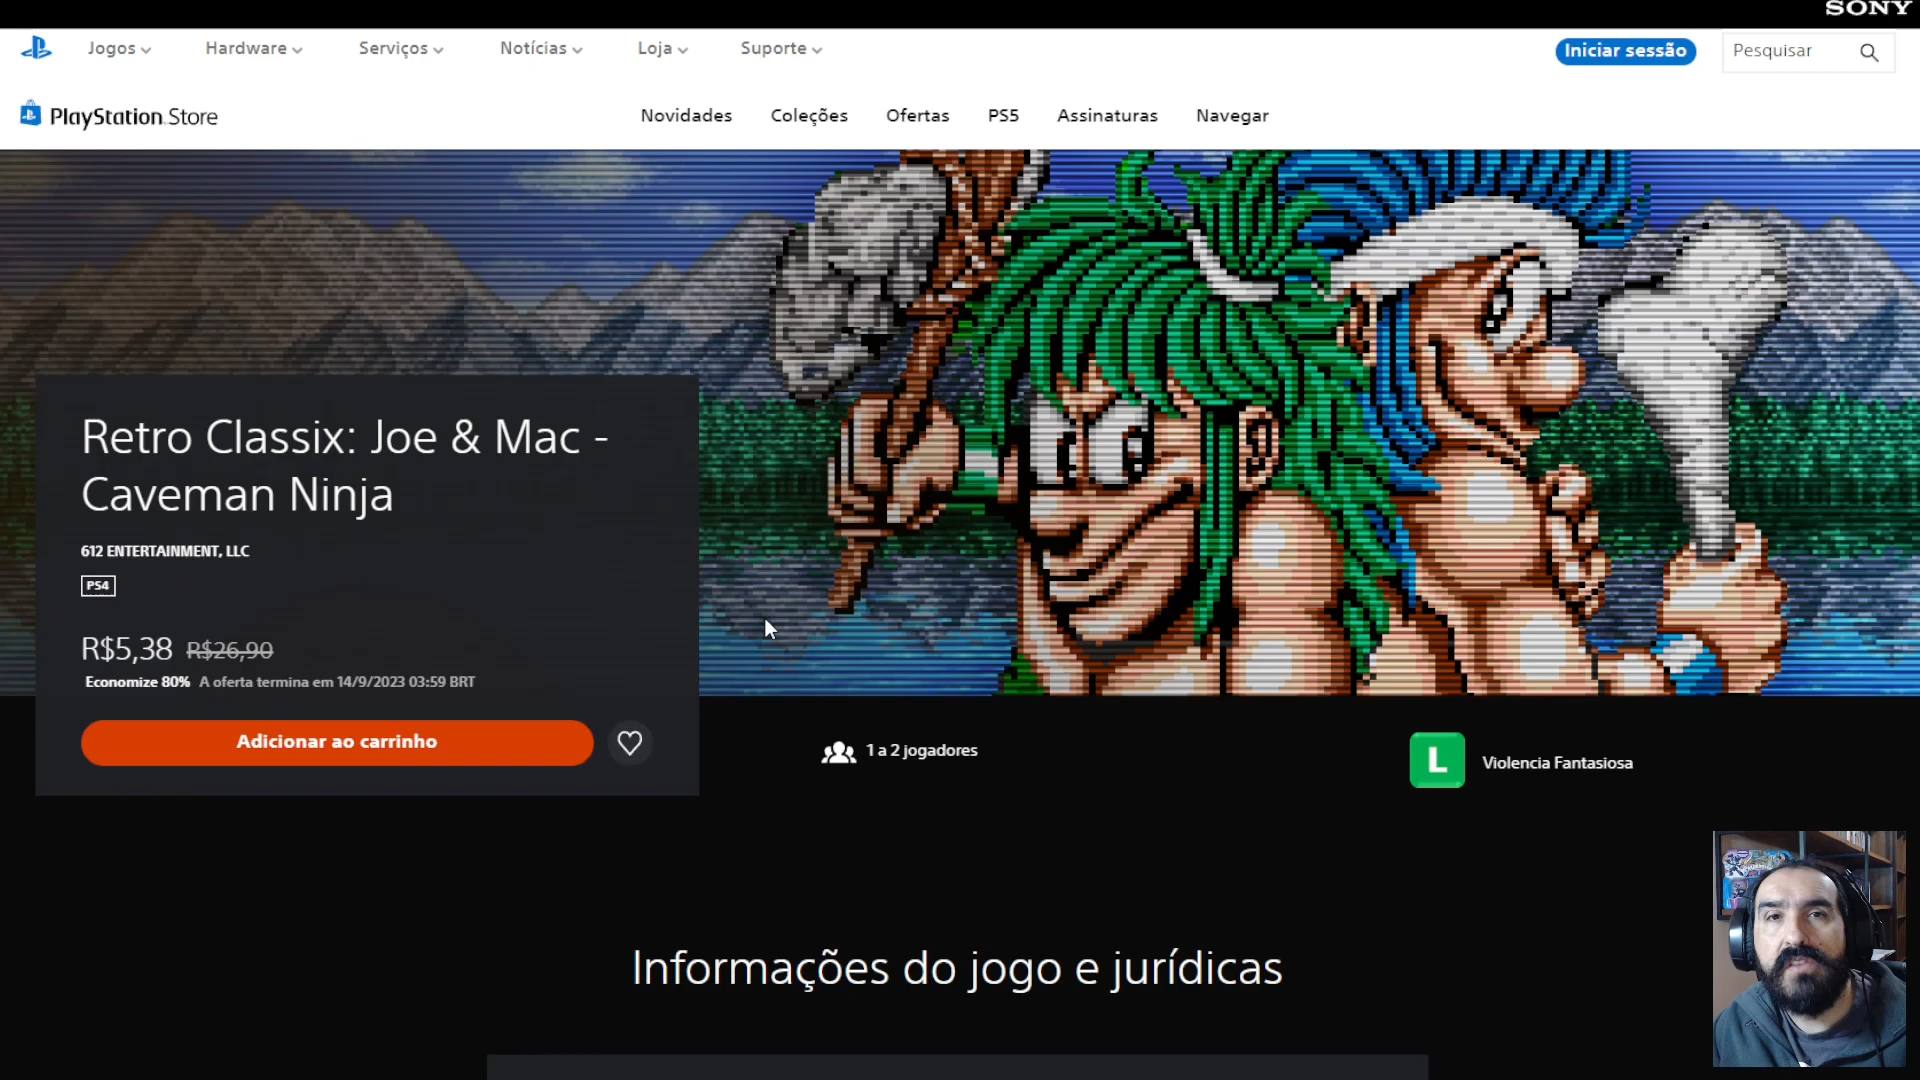 SONY
Jogos
Hardware
Serviços
Notícias
Loja
Suporte
Iniciar sessão
Pesquisar
PlayStation Store
Novidades
Coleções
Ofertas
PS5
Assinaturas
Navegar
Retro Classix: Joe & Mac -
Caveman Ninja
612 ENTERTAINMENT, LLC
PS4
R$5,38 R$26,90
Economize 80% A oferta termina em 14/9/2023 03:59 BRT
Adicionar ao carrinho
1 a 2 jogadores
L
Violencia Fantasiosa
Informações do jogo e jurídicas